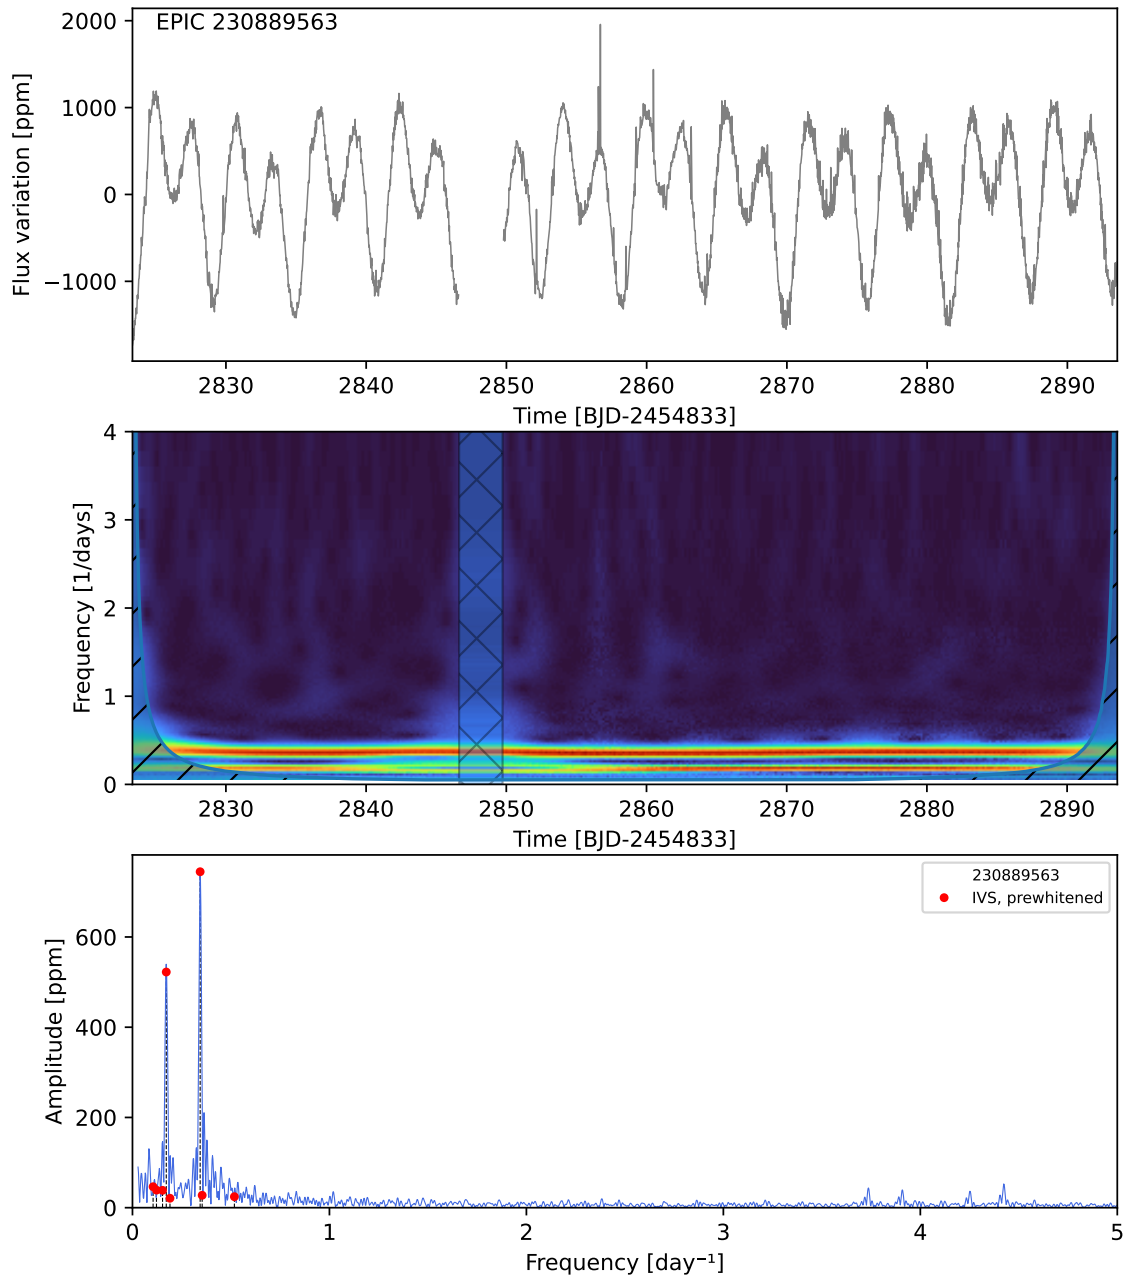 EPIC 230889563
2000
1000
0
−1000
Flux variation [ppm]
2830 2840 2850 2860 2870 2880 2890
Time [BJD-2454833]
4
3
2
1
0
Frequency [1/days]
2830 2840 2850 2860 2870 2880 2890
Time [BJD-2454833]
230889563
IVS, prewhitened
600
400
200
0
Amplitude [ppm]
0 1 2 3 4 5
Frequency [day⁻¹]